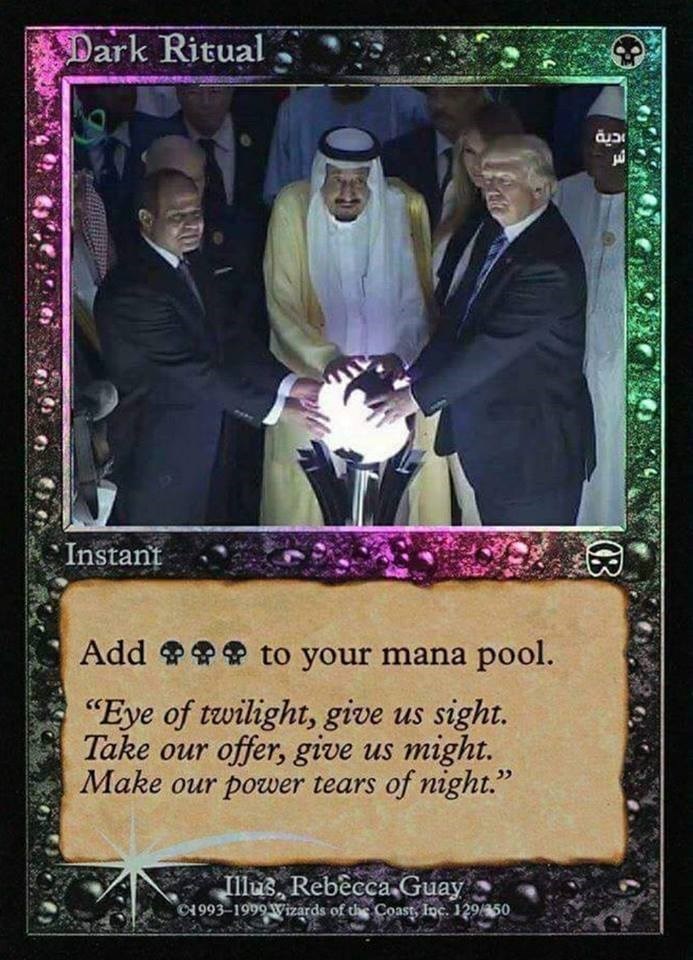 Dark Ritual
دية
Instant
Add to your mana pool.
“Eye of twilight, give us sight.
Take our offer, give us might.
Make our power tears of night.”
Illus. Rebecca Guay
©1993–1999 Wizards of the Coast, Inc. 129/350